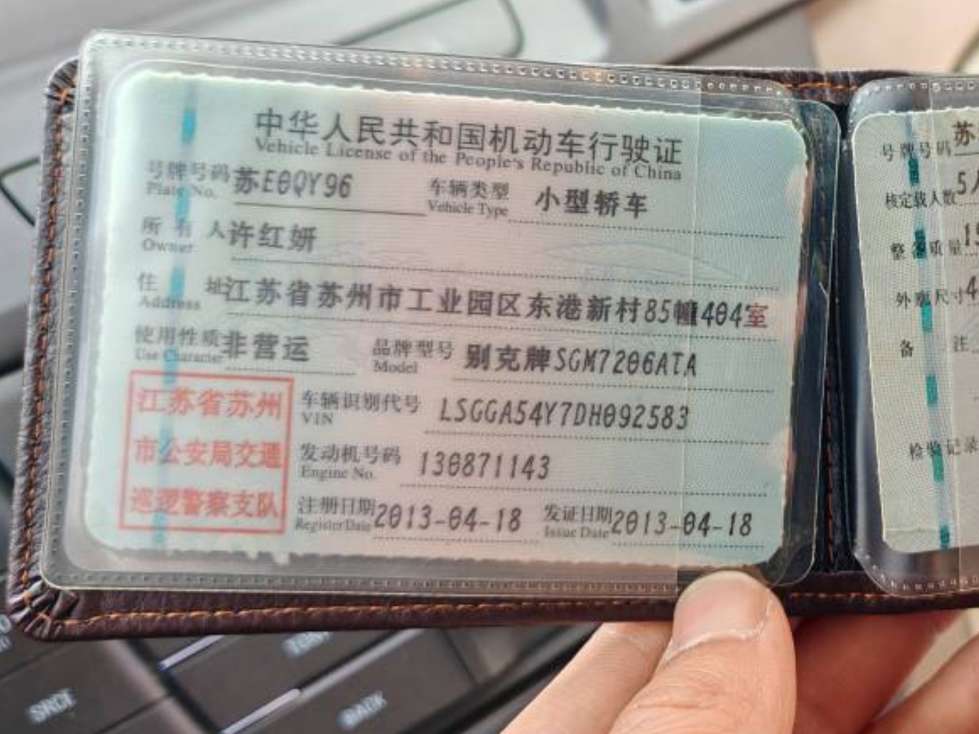 中华人民共和国机动车行驶证
Vehicle License of the People's Republic of China
号牌号码 苏E0QY96 车辆类型 小型轿车
Plate No. Vehicle Type
所有人 许红妍
Owner
住址 江苏省苏州市工业园区东港新村85幢404室
Address
使用性质 非营运 品牌型号 别克牌SGM7206ATA
Use Character Model
江苏省苏州
市公安局交通
巡逻警察支队
车辆识别代号 LSGGA54Y7DH092583
VIN
发动机号码 130871143
Engine No.
注册日期 2013-04-18 发证日期 2013-04-18
Register Date Issue Date
号牌号码 苏
核定载人数 5
整备质量
外廓尺寸 4
备注
检验记录
BACK